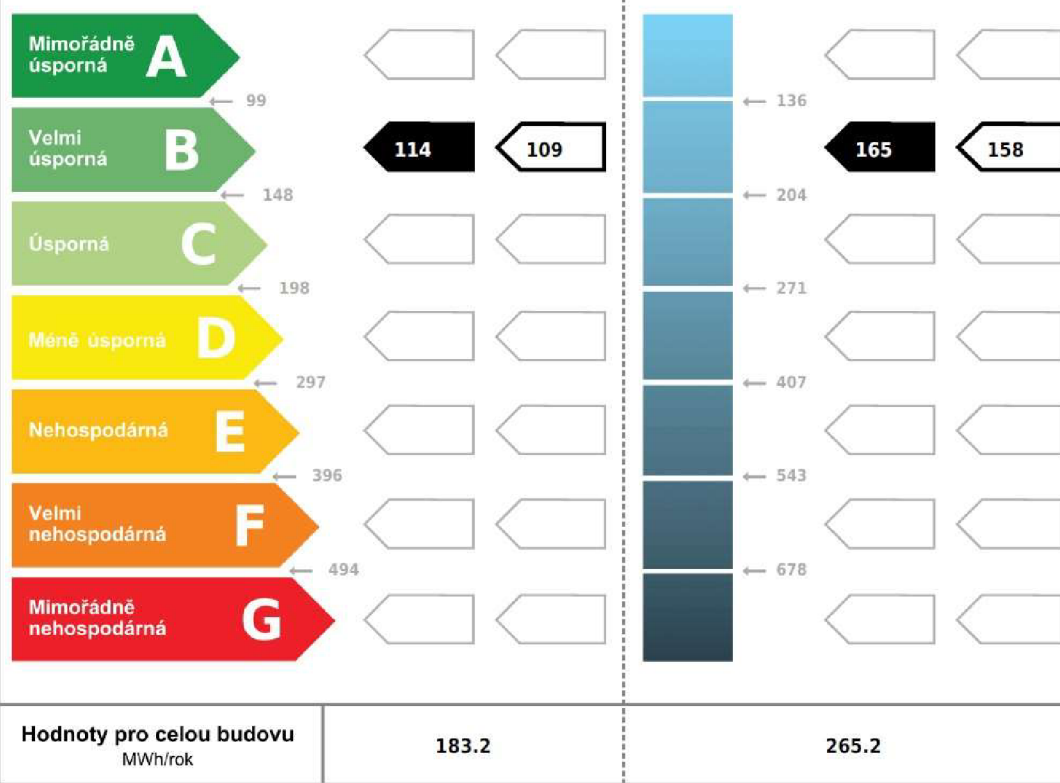 Mimořádně
úsporná A
99 136
Velmi
úsporná B 114 109 165 158
148 204
Úsporná C
198 271
Méně úsporná D
297 407
Nehospodárná E
396 543
Velmi
nehospodárná F
494 678
Mimořádně
nehospodárná G
Hodnoty pro celou budovu
MWh/rok
183.2 265.2